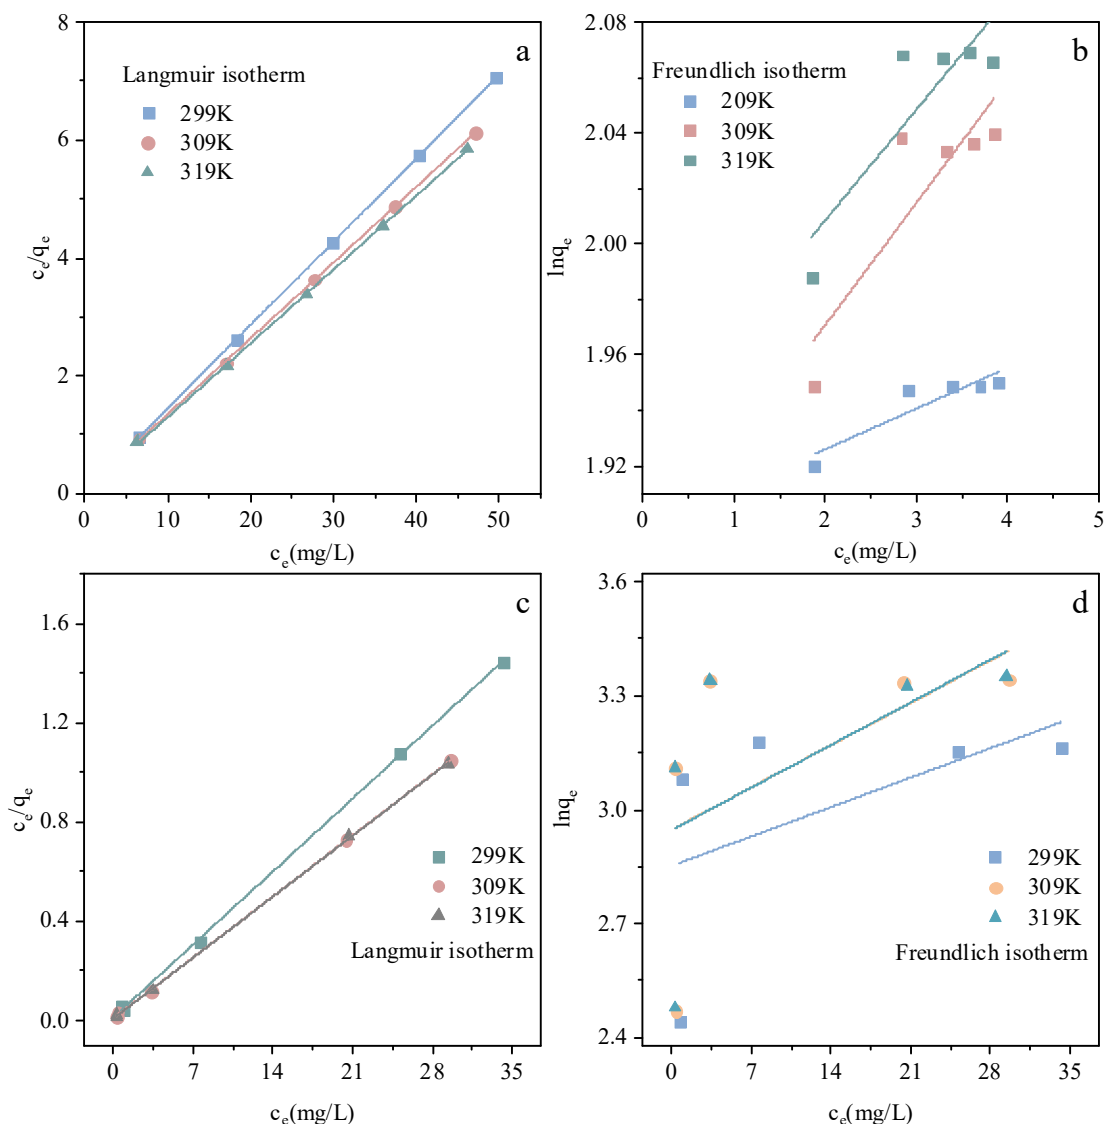 a
Langmuir isotherm
299K
309K
319K
8
6
4
2
0
0 10 20 30 40 50
c_e/q_e
c_e(mg/L)
b
Freundlich isotherm
209K
309K
319K
2.08
2.04
2.00
1.96
1.92
0 1 2 3 4 5
lnq_e
c_e(mg/L)
c
1.6
1.2
0.8
0.4
0.0
0 7 14 21 28 35
c_e/q_e
c_e(mg/L)
299K
309K
319K
Langmuir isotherm
d
3.6
3.3
3.0
2.7
2.4
0 7 14 21 28 35
lnq_e
c_e(mg/L)
299K
309K
319K
Freundlich isotherm